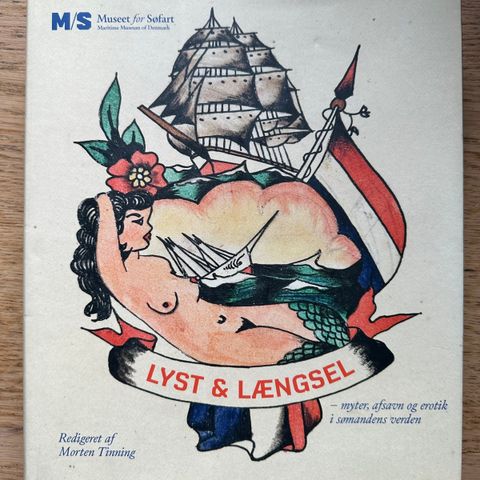 M/S Museet for Søfart
Maritime Museum of Denmark
LYST & LÆNGSEL
– myter, afsavn og erotik
i sømandens verden
Redigeret af
Morten Tinning